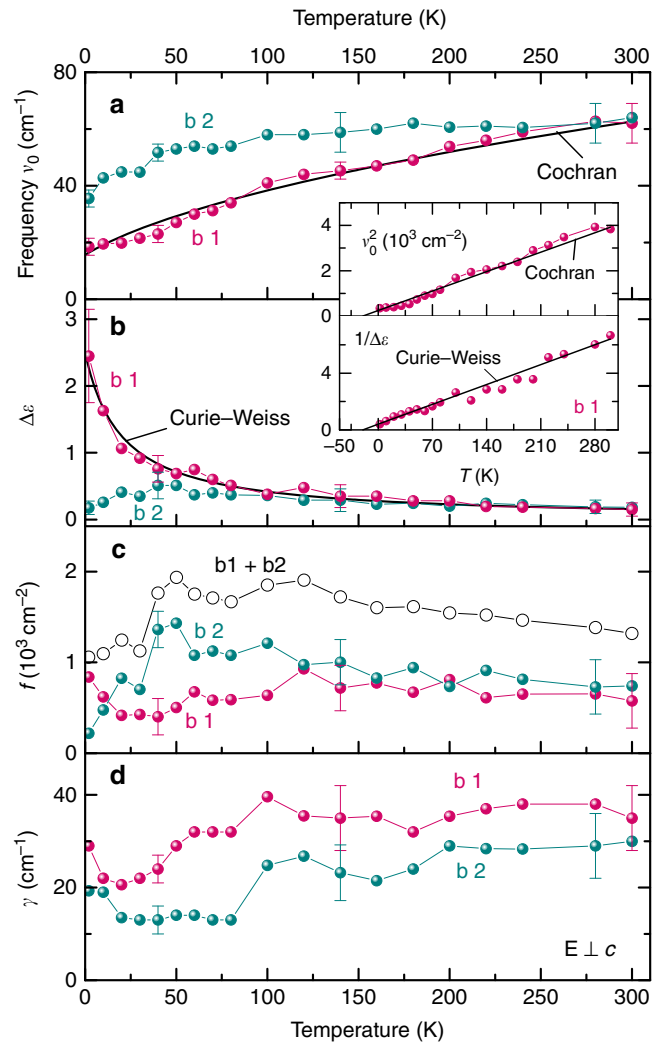 Temperature (K)
0 50 100 150 200 250 300
a
80
40
0
Frequency ν₀ (cm⁻¹)
b 2
b 1
Cochran
ν₀² (10³ cm⁻²)
Cochran
4
2
0
1/Δε
Curie–Weiss
b 1
4
0
−50 0 70 140 210 280
T (K)
b
3
2
1
0
Δε
b 1
Curie–Weiss
b 2
c
2
1
0
f (10³ cm⁻²)
b1 + b2
b 2
b 1
d
40
20
0
γ (cm⁻¹)
b 1
b 2
E ⊥ c
0 50 100 150 200 250 300
Temperature (K)